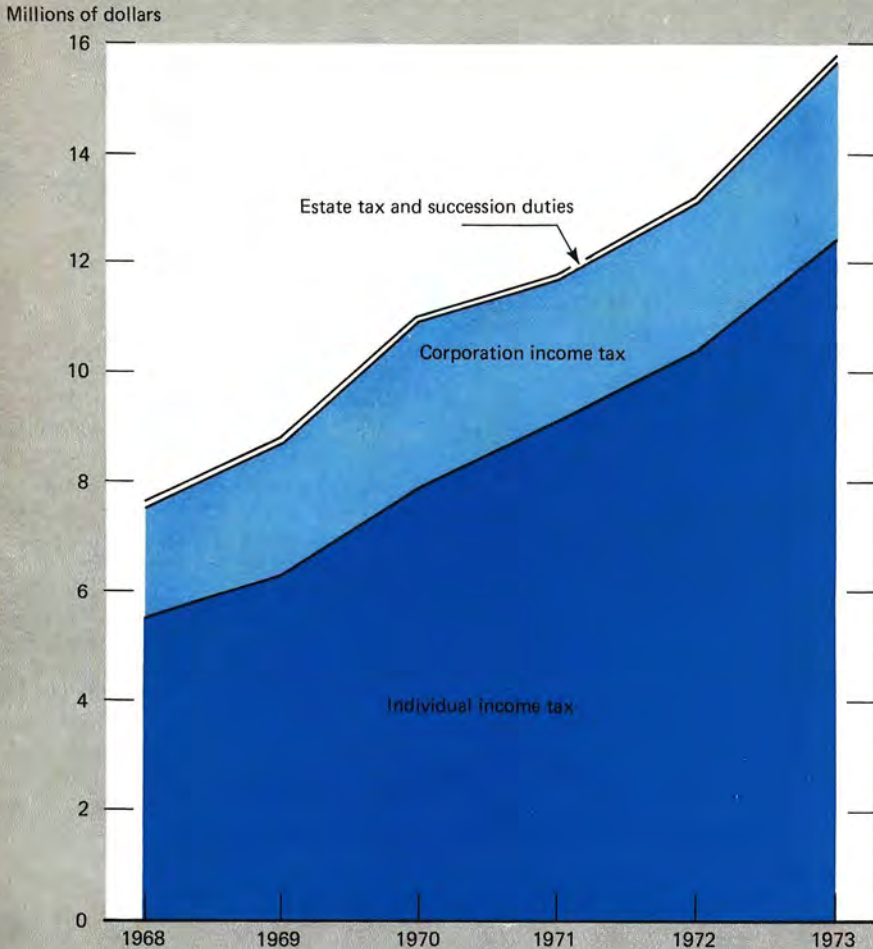 Millions of dollars
16
14
Estate tax and succession duties
12
10
Corporation income tax
8
6
4
Individual income tax
2
0
1968 1969 1970 1971 1972 1973